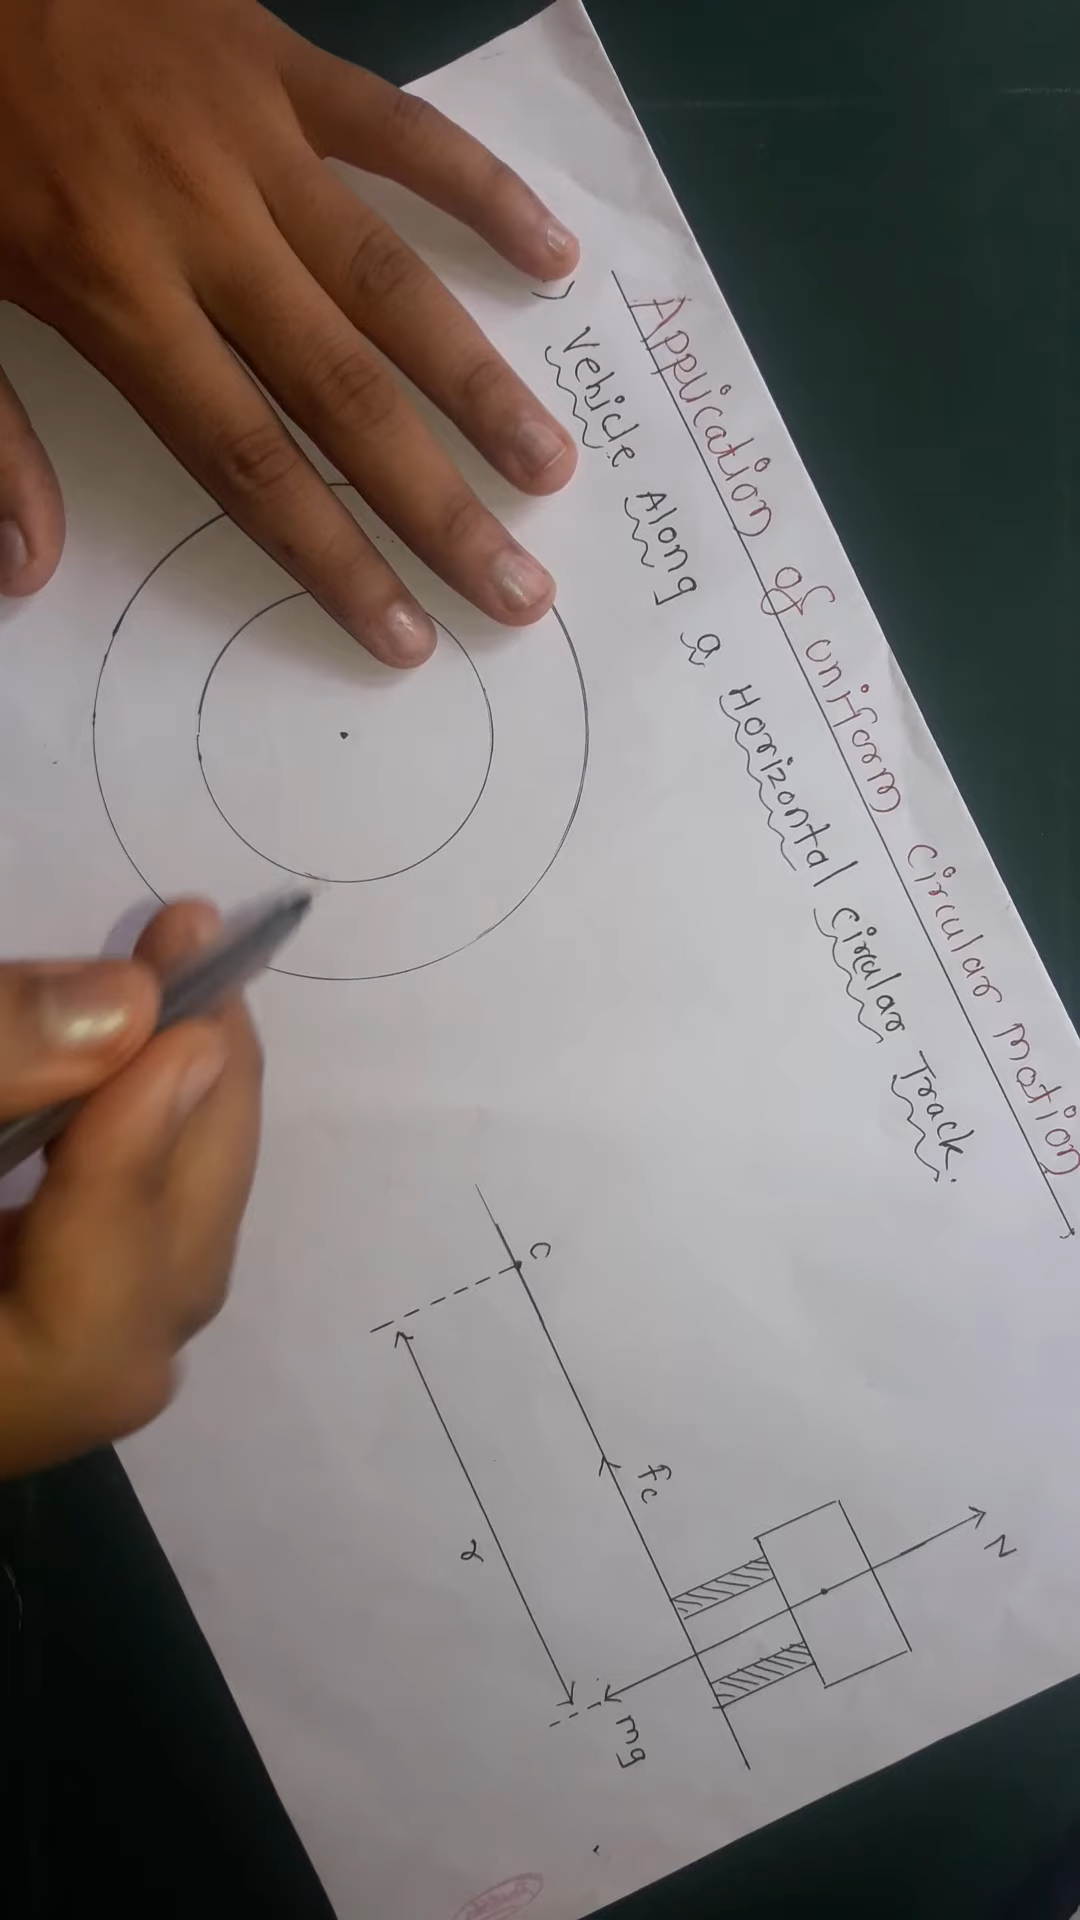 Application of uniform circular motion
) Vehicle Along a Horizontal circular Track.
N
fc
C
r
mg